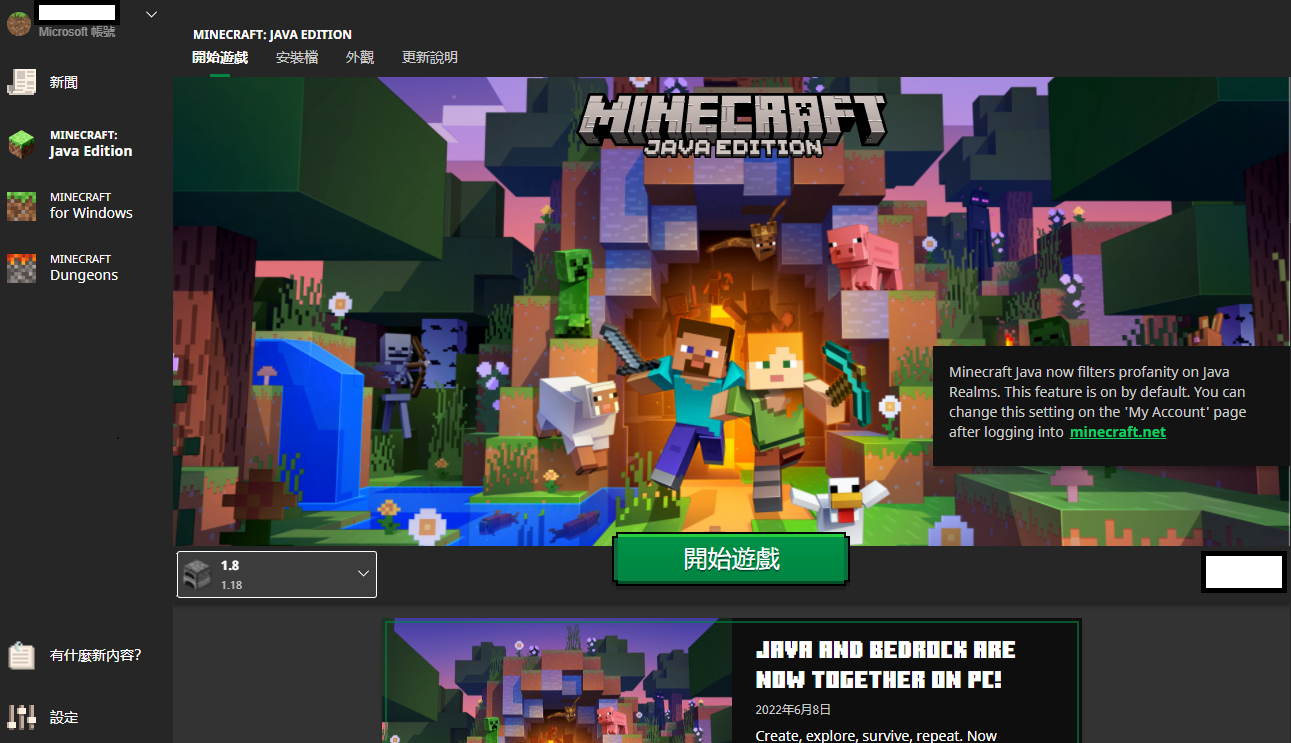 Microsoft 帳號
新聞
MINECRAFT:
Java Edition
MINECRAFT
for Windows
MINECRAFT
Dungeons
有什麼新內容?
設定
MINECRAFT: JAVA EDITION
開始遊戲 安裝檔 外觀 更新說明
MINECRAFT
JAVA EDITION
Minecraft Java now filters profanity on Java
Realms. This feature is on by default. You can
change this setting on the 'My Account' page
after logging into minecraft.net
1.8
1.18
開始遊戲
JAVA AND BEDROCK ARE
NOW TOGETHER ON PC!
2022年6月8日
Create, explore, survive, repeat. Now